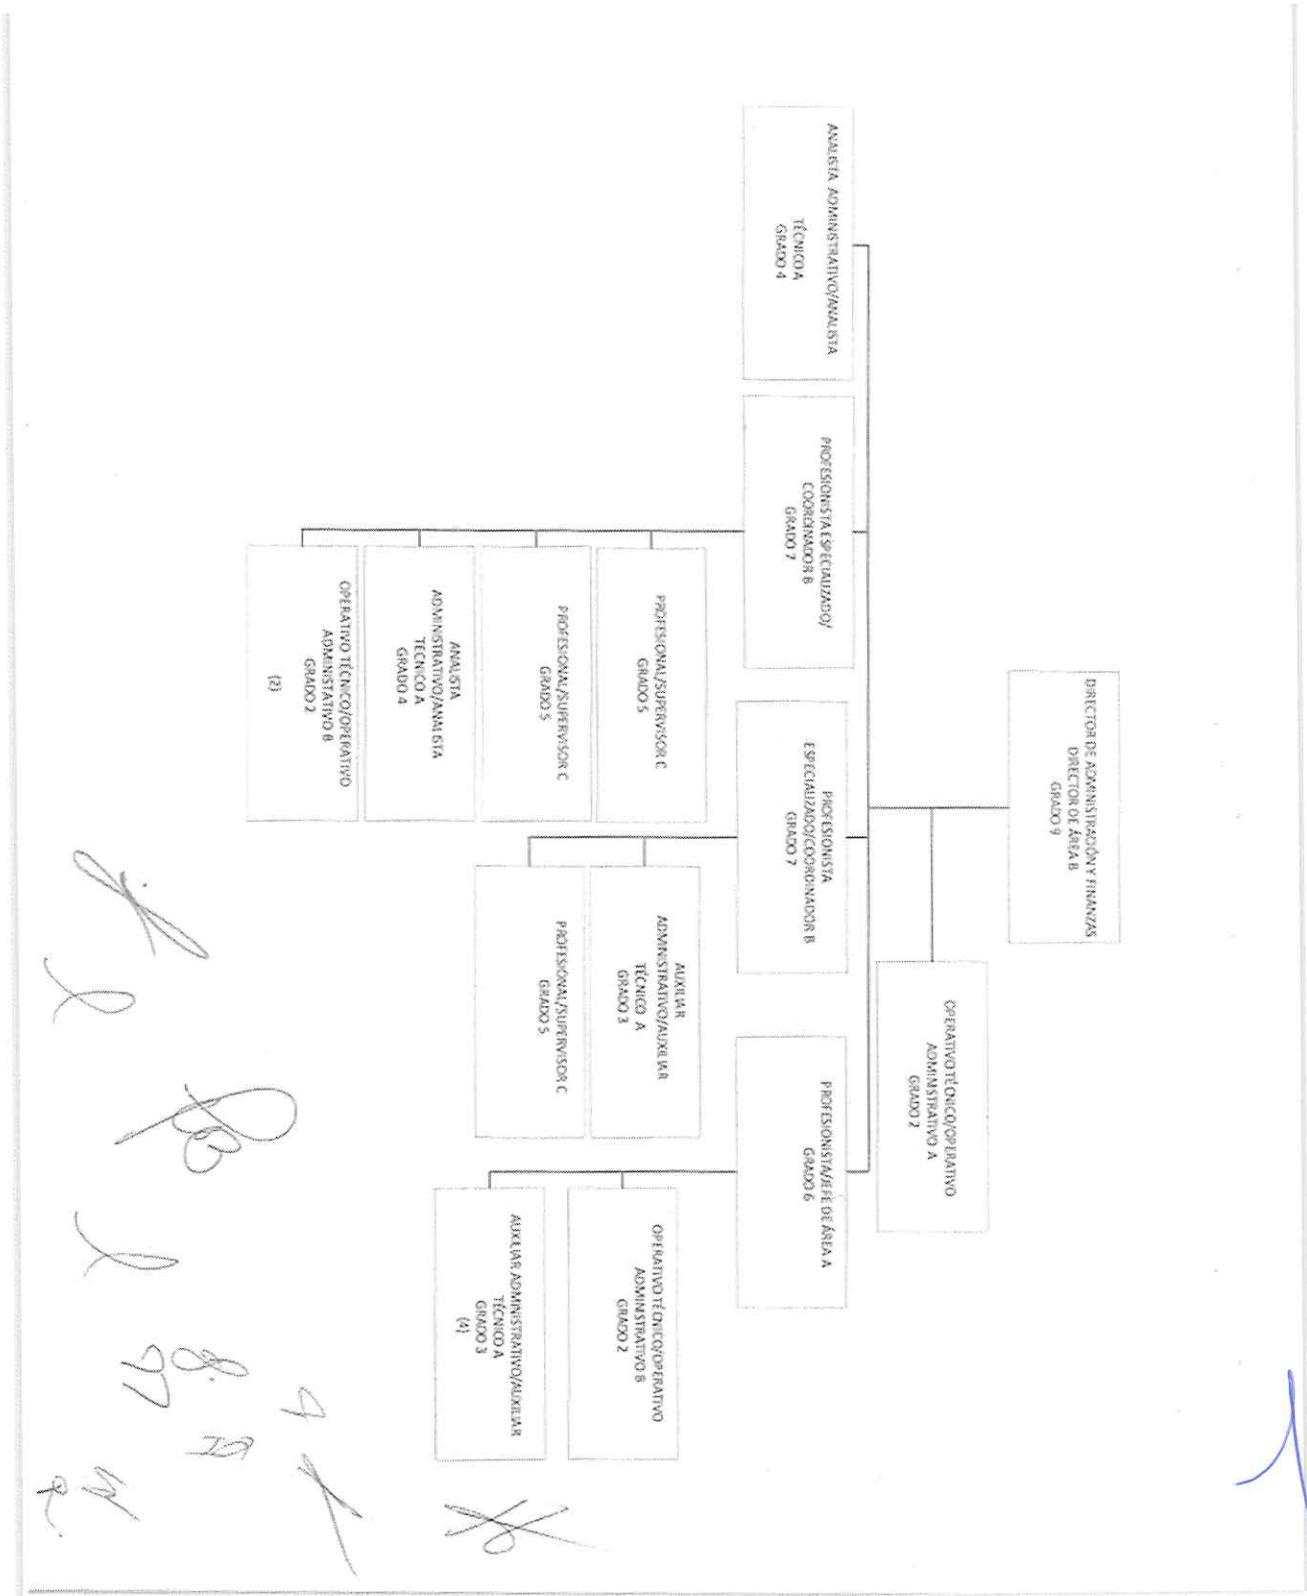 DIRECTOR DE ADMINISTRACIÓN Y FINANZAS
DIRECTOR DE ÁREA B
GRADO 9
OPERATIVO TÉCNICO/OPERATIVO
ADMINISTRATIVO A
GRADO 2
ANALISTA ADMINISTRATIVO/ANALISTA
TÉCNICO A
GRADO 4
PROFESIONISTA ESPECIALIZADO/
COORDINADOR B
GRADO 7
PROFESIONISTA
ESPECIALIZADO/COORDINADOR B
GRADO 7
PROFESIONISTA/JEFE DE ÁREA A
GRADO 6
PROFESIONAL/SUPERVISOR C
GRADO 5
PROFESIONAL/SUPERVISOR C
GRADO 5
ANALISTA
ADMINISTRATIVO/ANALISTA
TÉCNICO A
GRADO 4
OPERATIVO TÉCNICO/OPERATIVO
ADMINISTATIVO B
GRADO 2
(2)
AUXILIAR
ADMINISTRATIVO/AUXILIAR
TÉCNICO A
GRADO 3
PROFESIONAL/SUPERVISOR C
GRADO 5
OPERATIVO TÉCNICO/OPERATIVO
ADMINISTRATIVO B
GRADO 2
AUXILIAR ADMINISTRATIVO/AUXILIAR
TÉCNICO A
GRADO 3
(4)